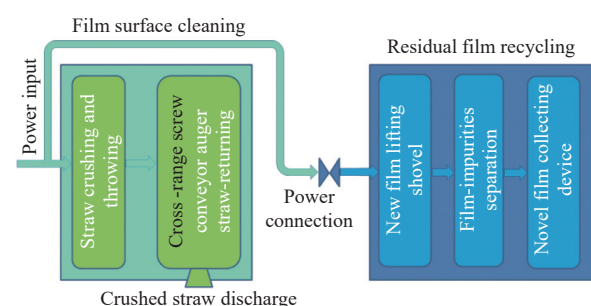 Film surface cleaning
Residual film recycling
Power input
Straw crushing and
throwing
Cross -range screw
conveyor auger
straw-returning
Crushed straw discharge
Power
connection
New film lifting
shovel
Film-impurities
separation
Novel film collecting
device